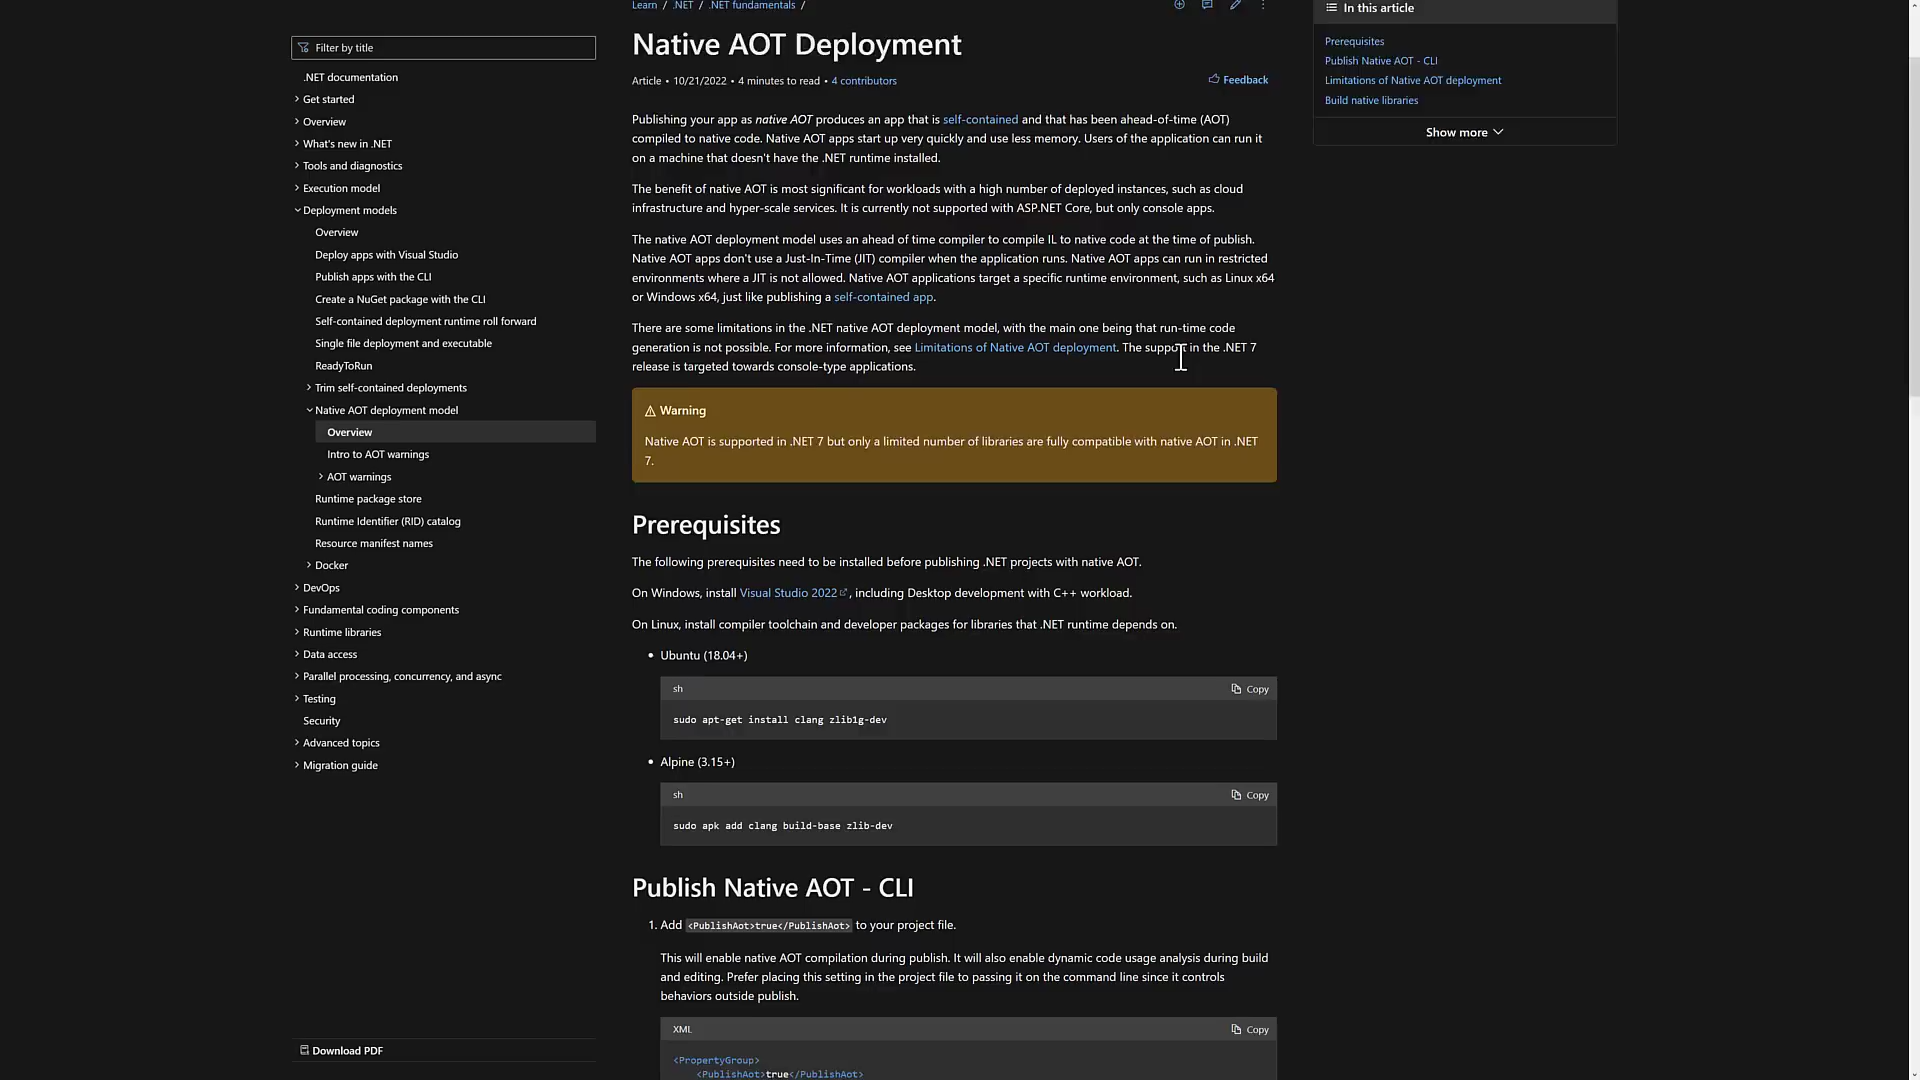 Learn / .NET / .NET fundamentals /
Filter by title
.NET documentation
Get started
Overview
What's new in .NET
Tools and diagnostics
Execution model
Deployment models
Overview
Deploy apps with Visual Studio
Publish apps with the CLI
Create a NuGet package with the CLI
Self-contained deployment runtime roll forward
Single file deployment and executable
ReadyToRun
Trim self-contained deployments
Native AOT deployment model
Overview
Intro to AOT warnings
AOT warnings
Runtime package store
Runtime Identifier (RID) catalog
Resource manifest names
Docker
DevOps
Fundamental coding components
Runtime libraries
Data access
Parallel processing, concurrency, and async
Testing
Security
Advanced topics
Migration guide
Download PDF
Native AOT Deployment
Article • 10/21/2022 • 4 minutes to read • 4 contributors
Feedback
Publishing your app as native AOT produces an app that is self-contained and that has been ahead-of-time (AOT)
compiled to native code. Native AOT apps start up very quickly and use less memory. Users of the application can run it
on a machine that doesn't have the .NET runtime installed.
The benefit of native AOT is most significant for workloads with a high number of deployed instances, such as cloud
infrastructure and hyper-scale services. It is currently not supported with ASP.NET Core, but only console apps.
The native AOT deployment model uses an ahead of time compiler to compile IL to native code at the time of publish.
Native AOT apps don't use a Just-In-Time (JIT) compiler when the application runs. Native AOT apps can run in restricted
environments where a JIT is not allowed. Native AOT applications target a specific runtime environment, such as Linux x64
or Windows x64, just like publishing a self-contained app.
There are some limitations in the .NET native AOT deployment model, with the main one being that run-time code
generation is not possible. For more information, see Limitations of Native AOT deployment. The support in the .NET 7
release is targeted towards console-type applications.
Warning
Native AOT is supported in .NET 7 but only a limited number of libraries are fully compatible with native AOT in .NET
7.
Prerequisites
The following prerequisites need to be installed before publishing .NET projects with native AOT.
On Windows, install Visual Studio 2022 , including Desktop development with C++ workload.
On Linux, install compiler toolchain and developer packages for libraries that .NET runtime depends on.
• Ubuntu (18.04+)
sh Copy
sudo apt-get install clang zlib1g-dev
• Alpine (3.15+)
sh Copy
sudo apk add clang build-base zlib-dev
Publish Native AOT - CLI
1. Add <PublishAot>true</PublishAot> to your project file.
This will enable native AOT compilation during publish. It will also enable dynamic code usage analysis during build
and editing. Prefer placing this setting in the project file to passing it on the command line since it controls
behaviors outside publish.
XML Copy
<PropertyGroup>
<PublishAot>true</PublishAot>
In this article
Prerequisites
Publish Native AOT - CLI
Limitations of Native AOT deployment
Build native libraries
Show more